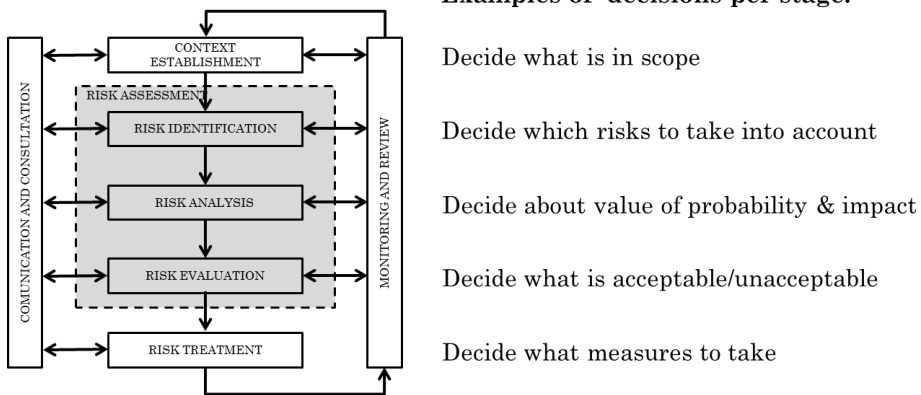 Examples of decisions per stage:
CONTEXT
ESTABLISHMENT
Decide what is in scope
RISK ASSESSMENT
RISK IDENTIFICATION
Decide which risks to take into account
RISK ANALYSIS
Decide about value of probability & impact
RISK EVALUATION
Decide what is acceptable/unacceptable
RISK TREATMENT
Decide what measures to take
COMUNICATION AND CONSULTATION
MONITORING AND REVIEW